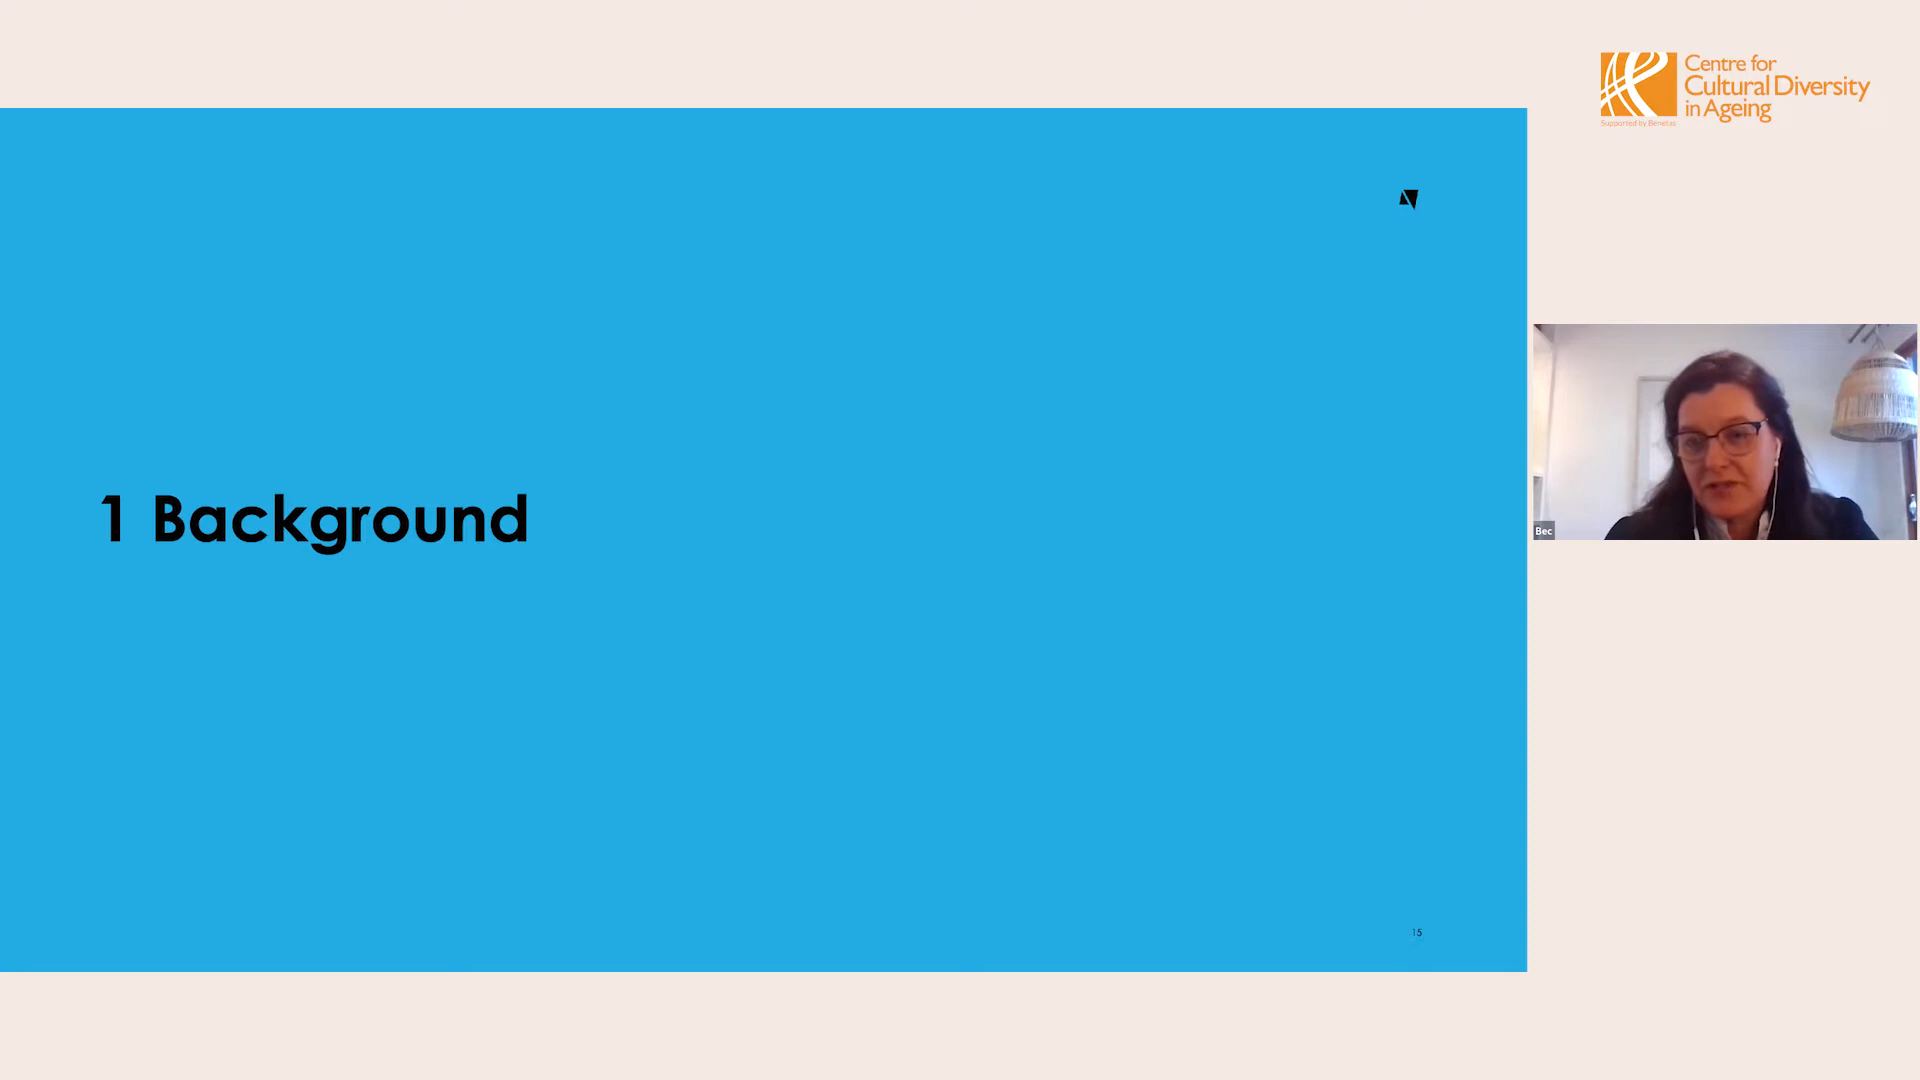 Centre for
Cultural Diversity
in Ageing
Supported by Benetas
1 Background
Bec
15